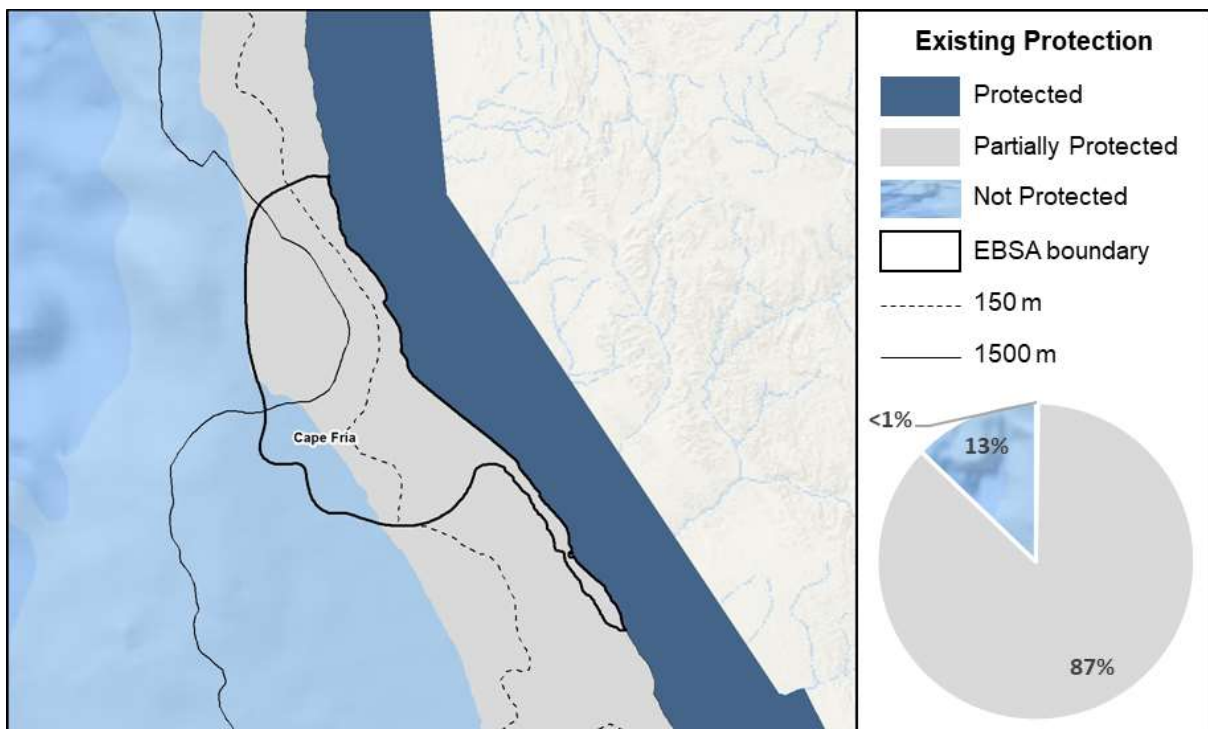 Cape Fria
Existing Protection
Protected
Partially Protected
Not Protected
EBSA boundary
150 m
1500 m
<1%
13%
87%